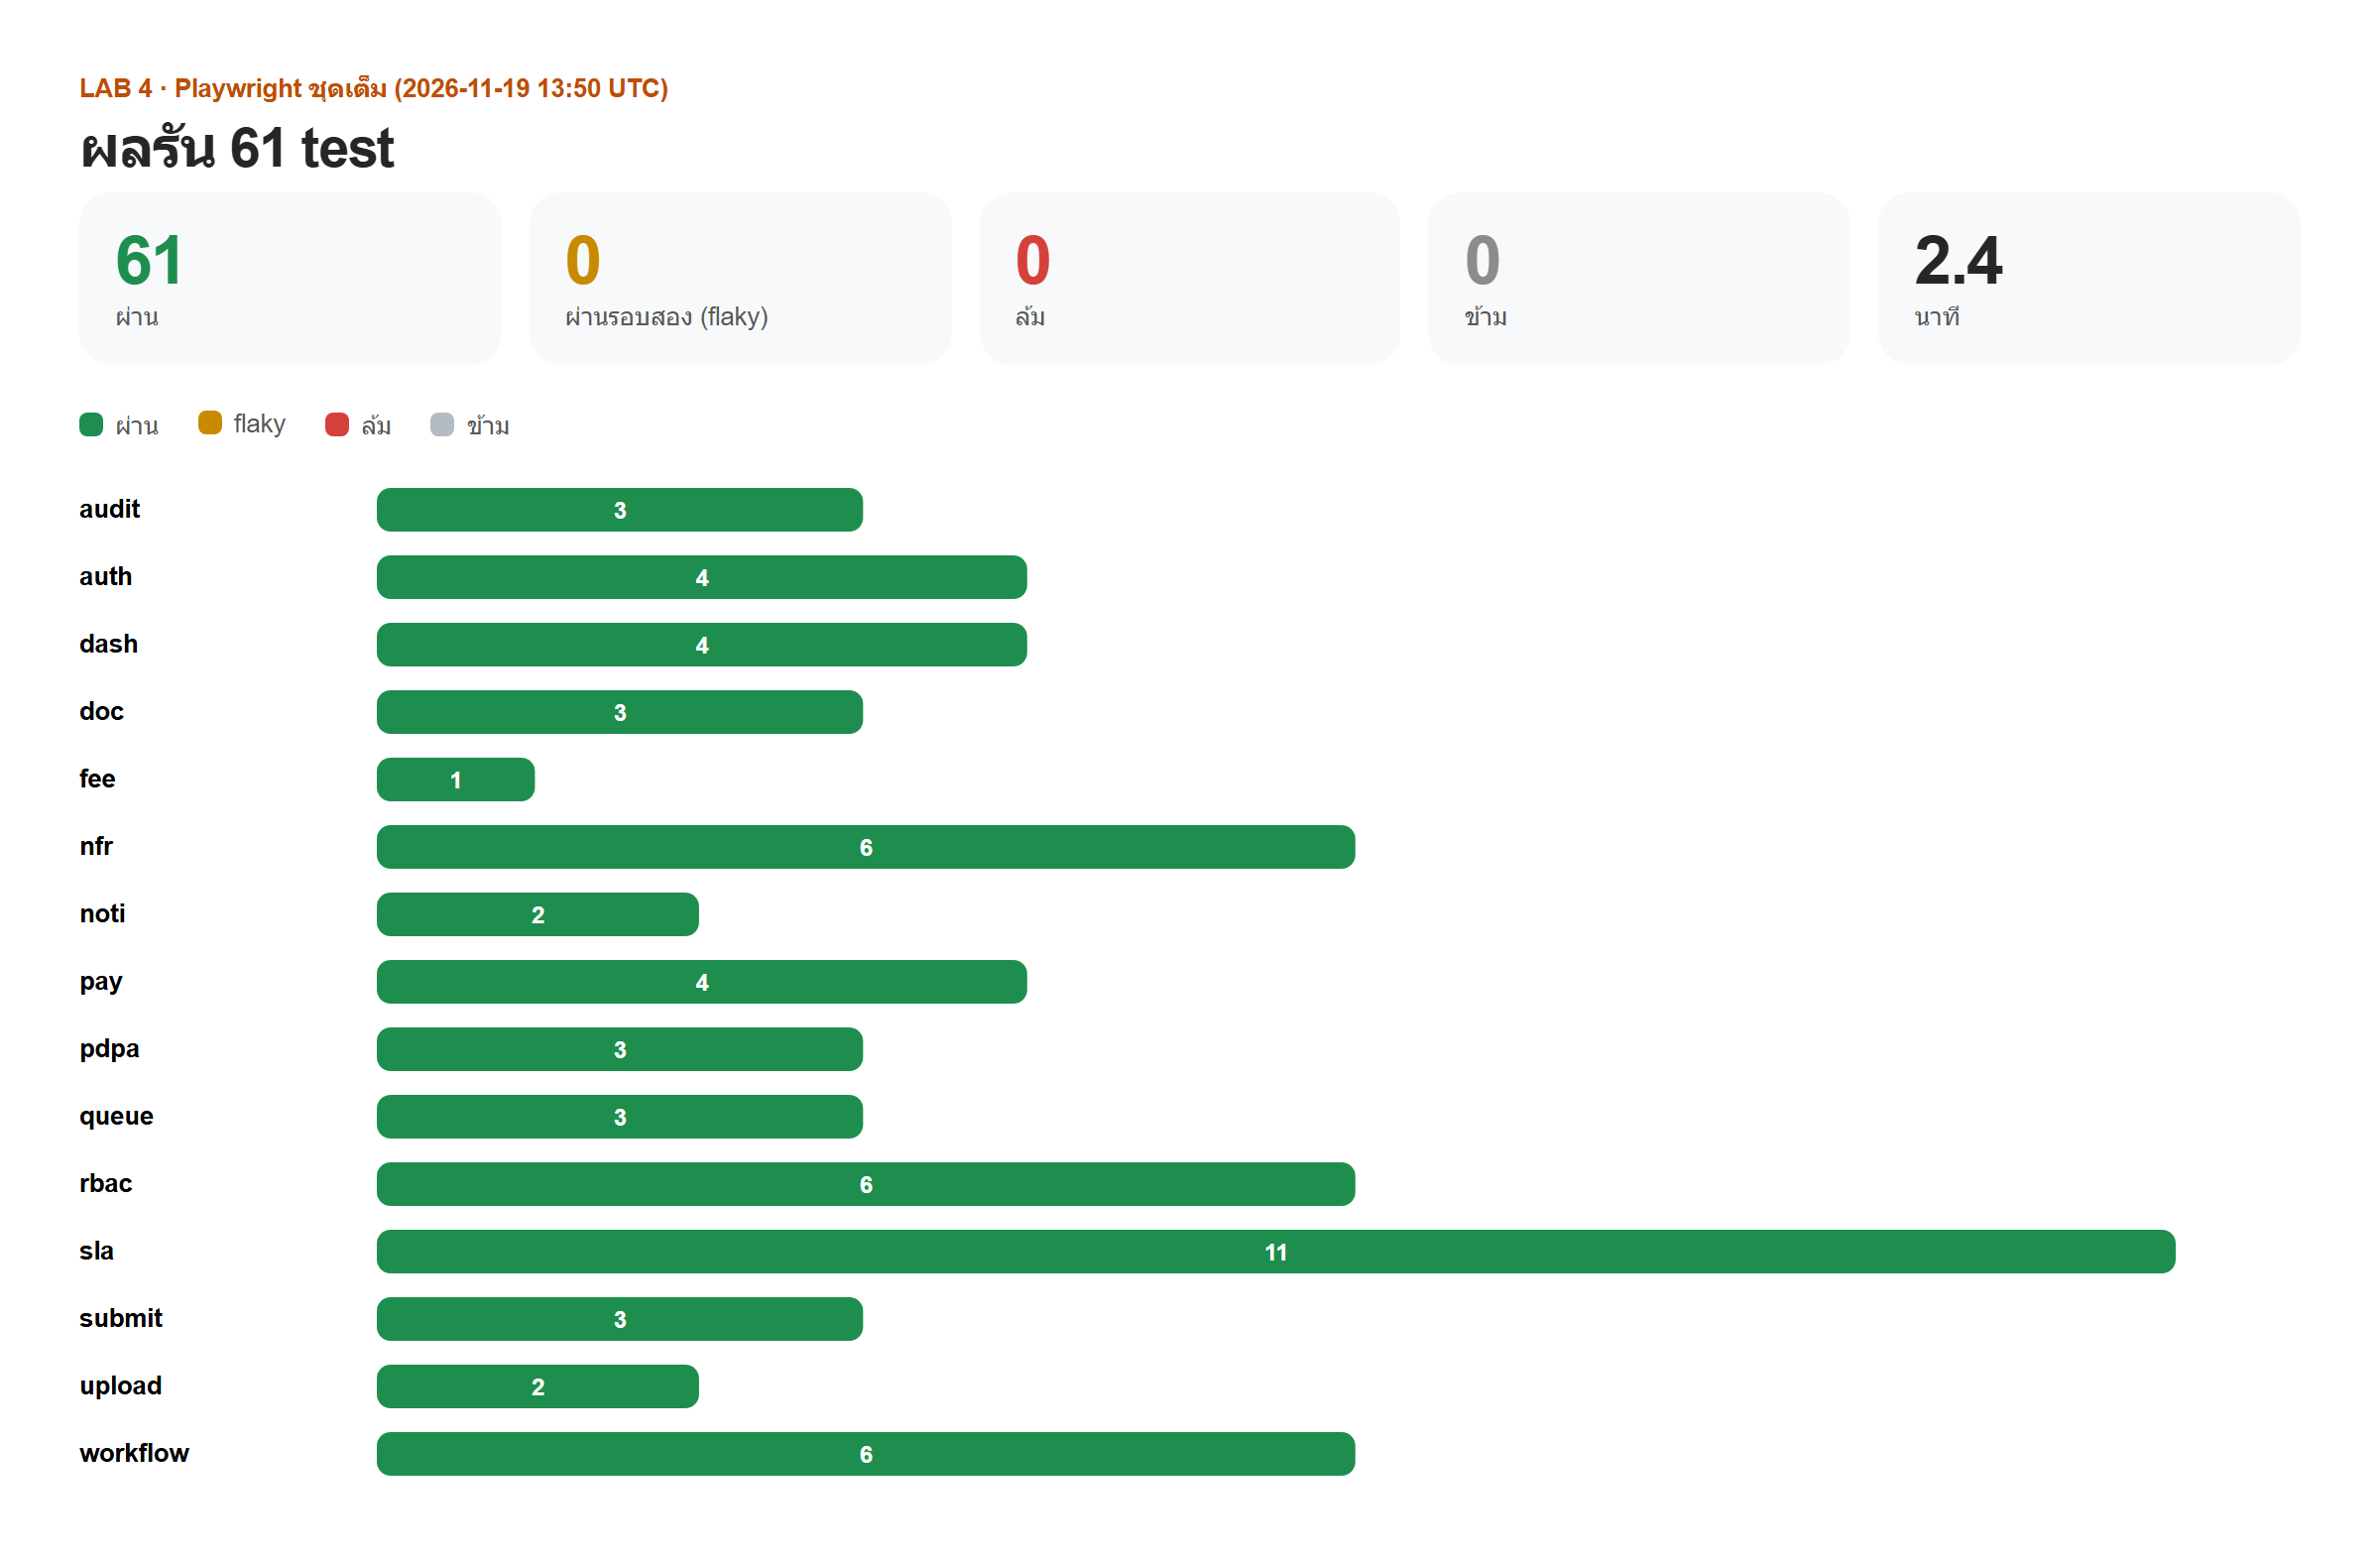 LAB 4 · Playwright ชุดเต็ม (2026-11-19 13:50 UTC)
ผลรัน 61 test
61
ผ่าน
0
ผ่านรอบสอง (flaky)
0
ล้ม
0
ข้าม
2.4
นาที
ผ่าน flaky ล้ม ข้าม
audit 3
auth 4
dash 4
doc 3
fee 1
nfr 6
noti 2
pay 4
pdpa 3
queue 3
rbac 6
sla 11
submit 3
upload 2
workflow 6